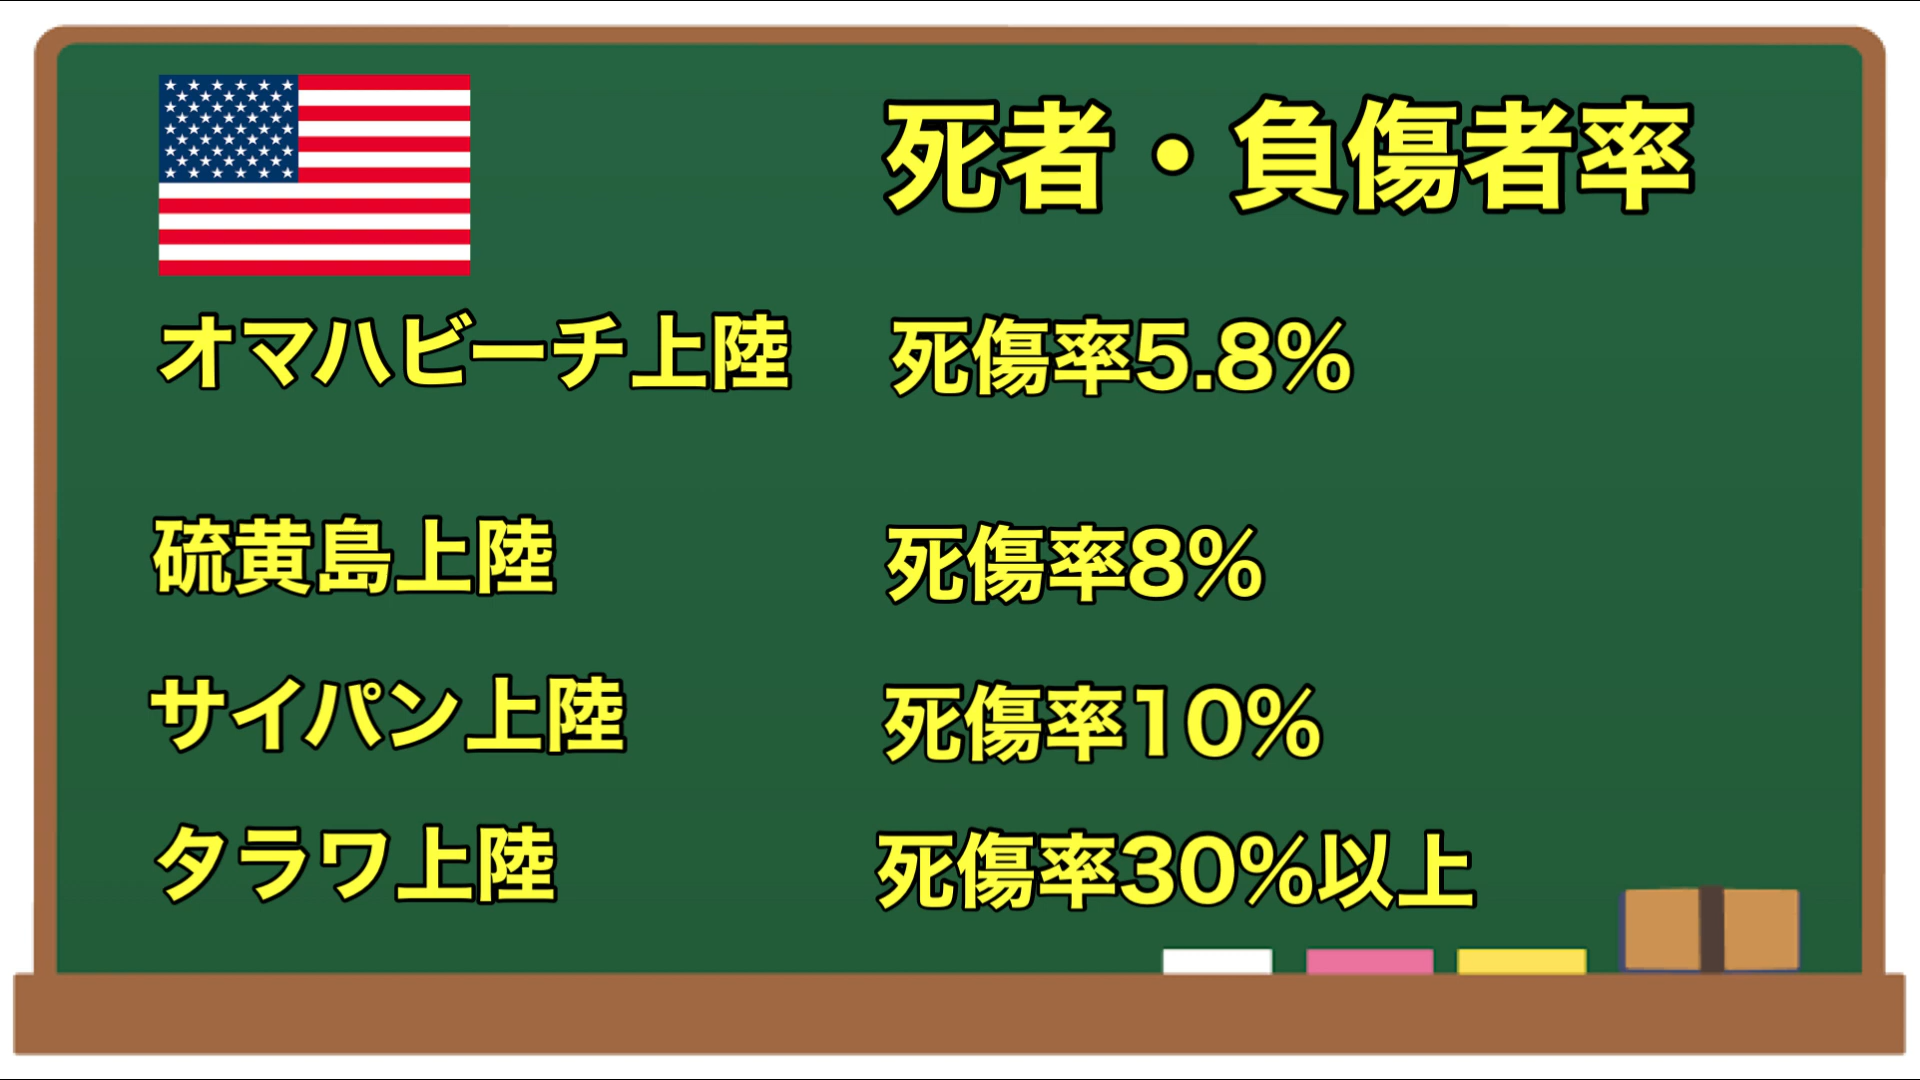 死者・負傷者率
オマハビーチ上陸 死傷率5.8%
硫黄島上陸 死傷率8%
サイパン上陸 死傷率10%
タラワ上陸 死傷率30%以上